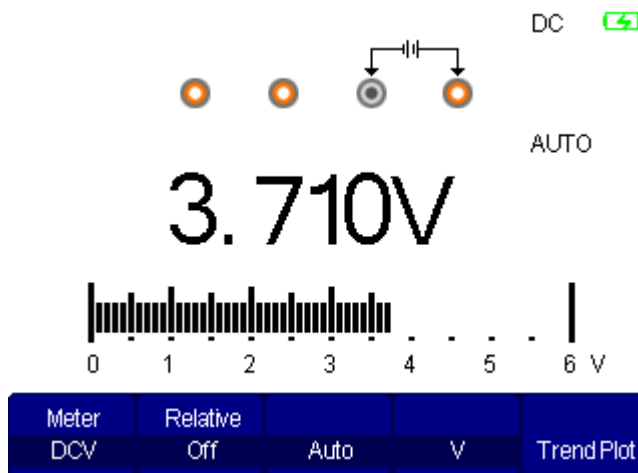 DC
AUTO
3.710V
0 1 2 3 4 5 6 V
Meter Relative
DCV Off Auto V Trend Plot